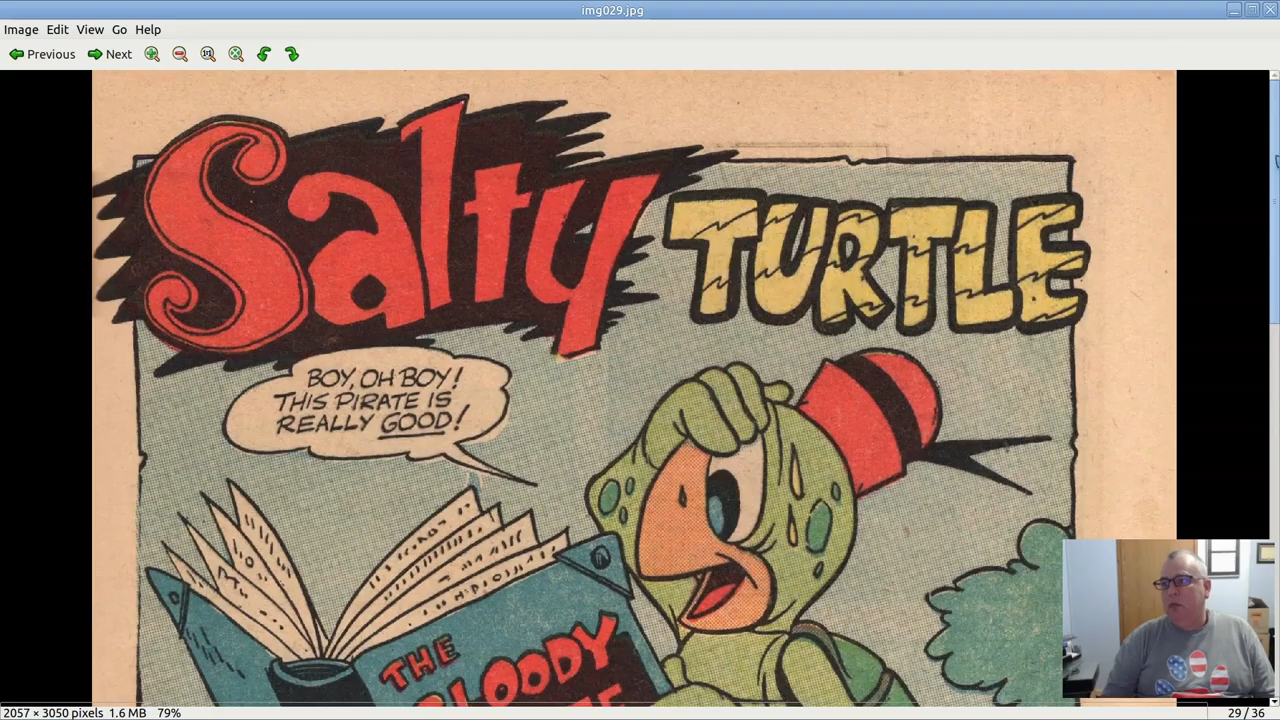 img029.jpg
Image Edit View Go Help
Previous Next
Salty TURTLE
BOY, OH BOY!
THIS PIRATE IS
REALLY GOOD!
THE
BLOODY
2057 × 3050 pixels 1.6 MB 79%
29 / 36